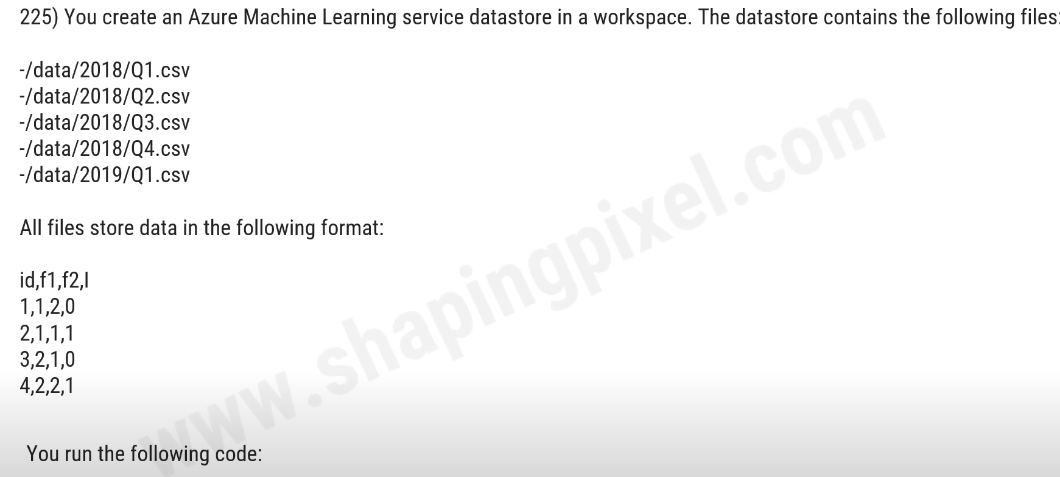 225) You create an Azure Machine Learning service datastore in a workspace. The datastore contains the following files:
-/data/2018/Q1.csv
-/data/2018/Q2.csv
-/data/2018/Q3.csv
-/data/2018/Q4.csv
-/data/2019/Q1.csv
All files store data in the following format:
id,f1,f2,I
1,1,2,0
2,1,1,1
3,2,1,0
4,2,2,1
www.shapingpixel.com
You run the following code: